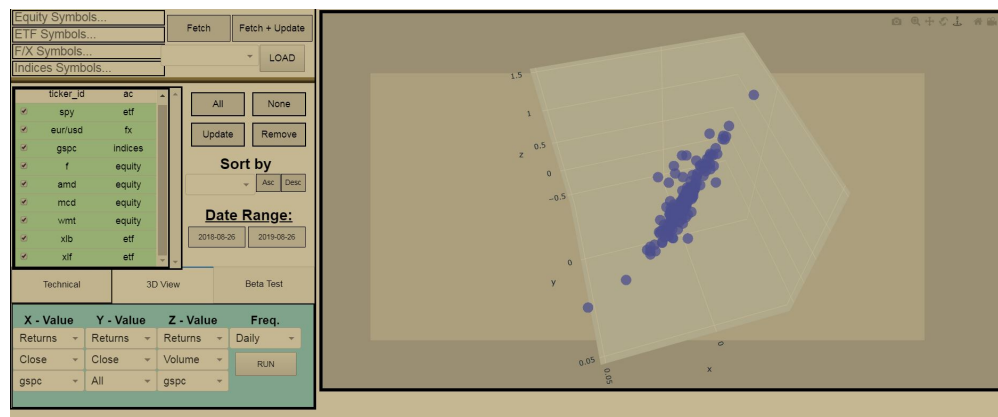 Equity Symbols...
ETF Symbols...
F/X Symbols...
Indices Symbols...
Fetch Fetch + Update
LOAD
ticker_id ac
spy etf
eur/usd fx
gspc indices
f equity
amd equity
mcd equity
wmt equity
xlb etf
xlf etf
All None
Update Remove
Sort by
Asc Desc
Date Range:
2018-08-26 2019-08-26
Technical 3D View Beta Test
X - Value Y - Value Z - Value Freq.
Returns Returns Returns Daily
Close Close Volume RUN
gspc All gspc
1.5
1
0.5
z
0
−0.5
0
y
0.05
0.05
x
0